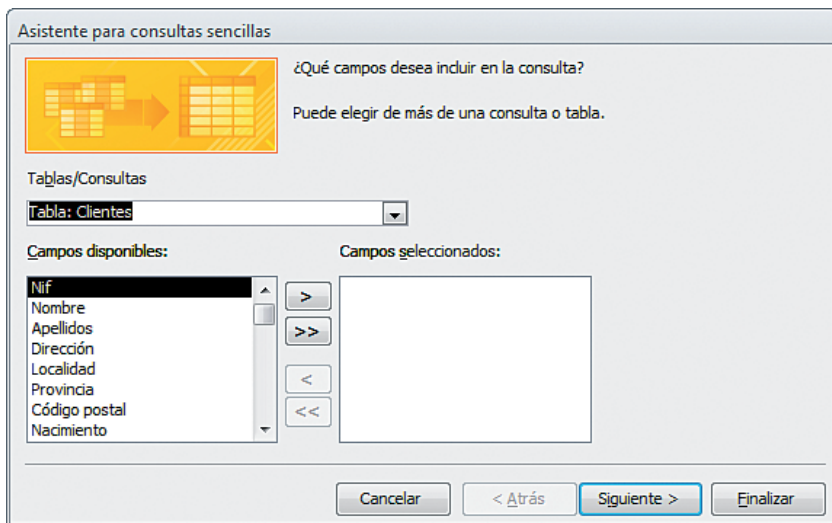 Asistente para consultas sencillas
¿Qué campos desea incluir en la consulta?
Puede elegir de más de una consulta o tabla.
Tablas/Consultas
Tabla: Clientes
Campos disponibles:
Campos seleccionados:
Nif
Nombre
Apellidos
Dirección
Localidad
Provincia
Código postal
Nacimiento
>
>>
<
<<
Cancelar
< Atrás
Siguiente >
Finalizar